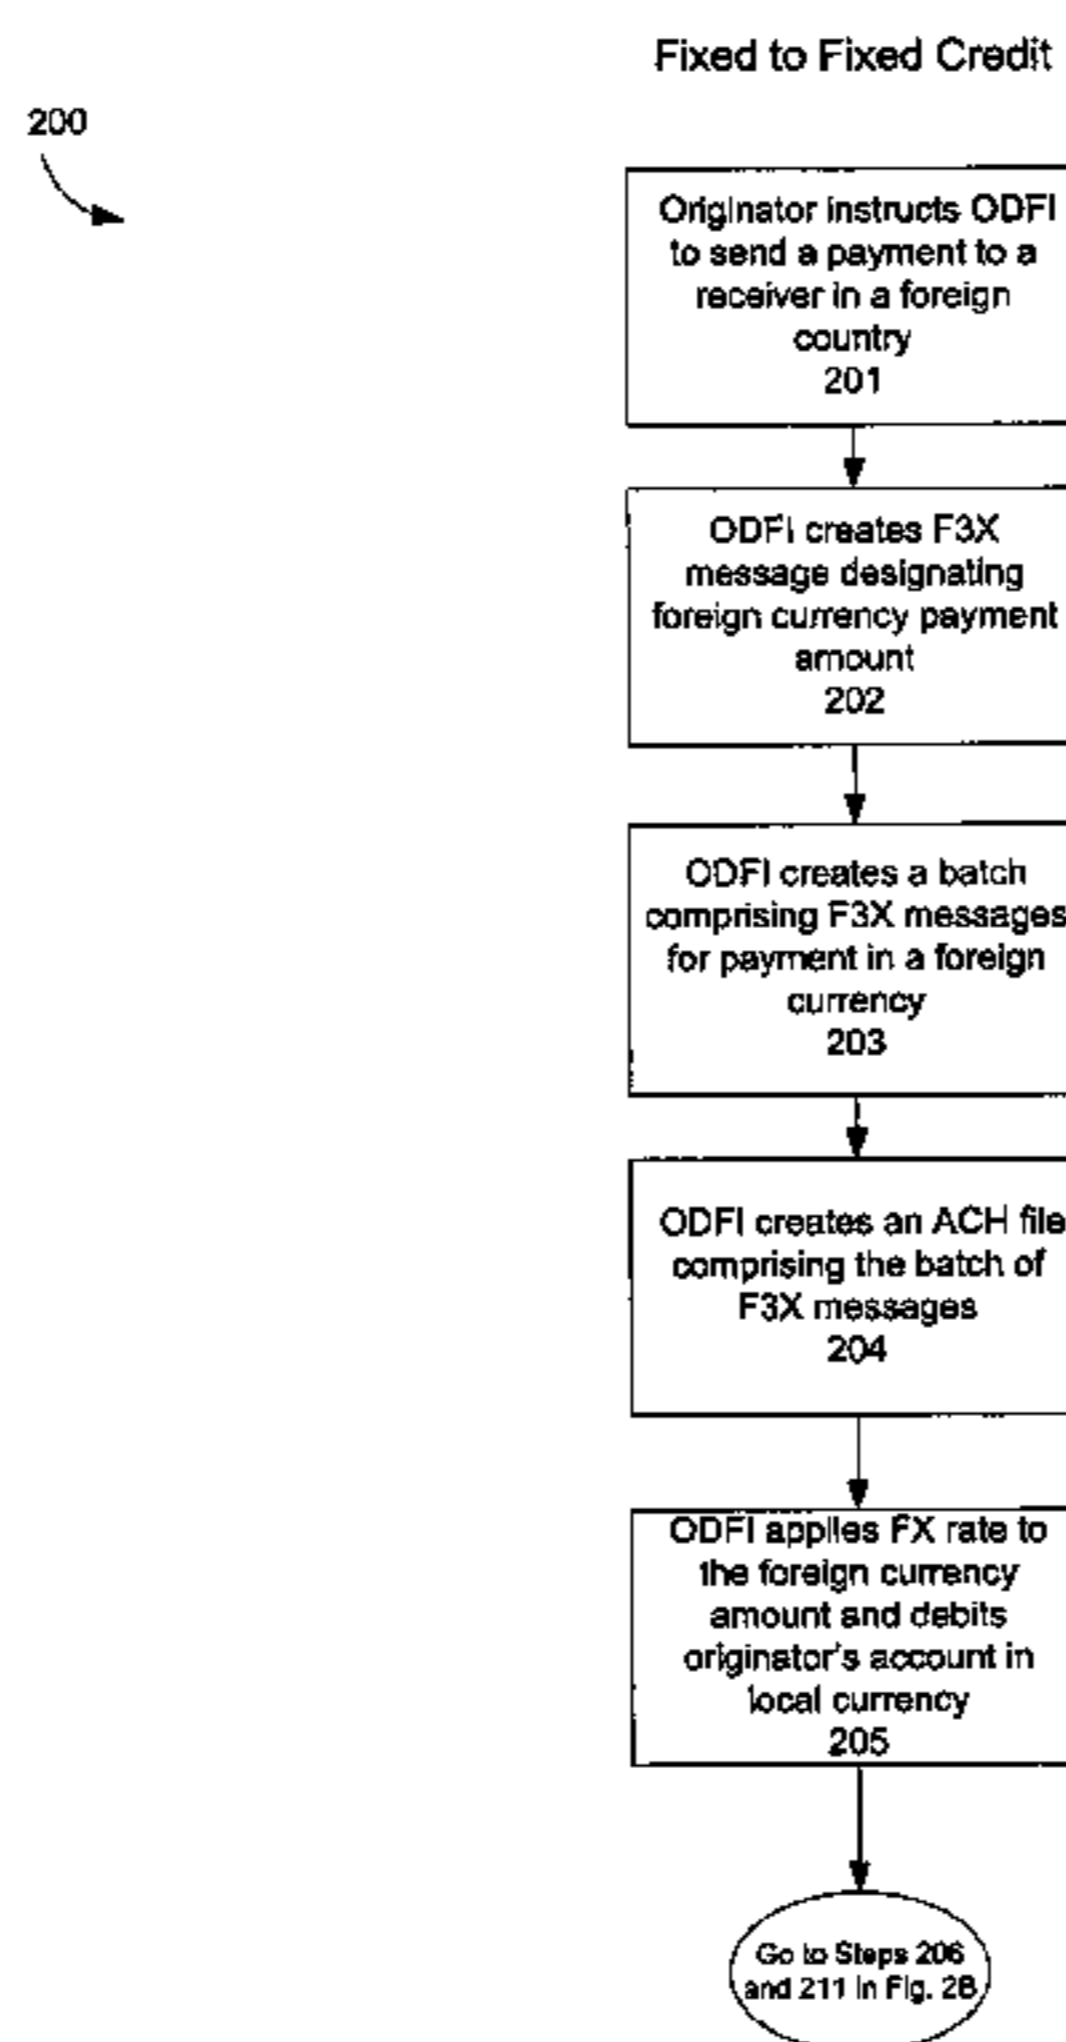 Fixed to Fixed Credit
200
Originator instructs ODFI
to send a payment to a
receiver in a foreign
country
201
ODFI creates F3X
message designating
foreign currency payment
amount
202
ODFI creates a batch
comprising F3X messages
for payment in a foreign
currency
203
ODFI creates an ACH file
comprising the batch of
F3X messages
204
ODFI applies FX rate to
the foreign currency
amount and debits
originator's account in
local currency
205
Go to Steps 206
and 211 in Fig. 2B